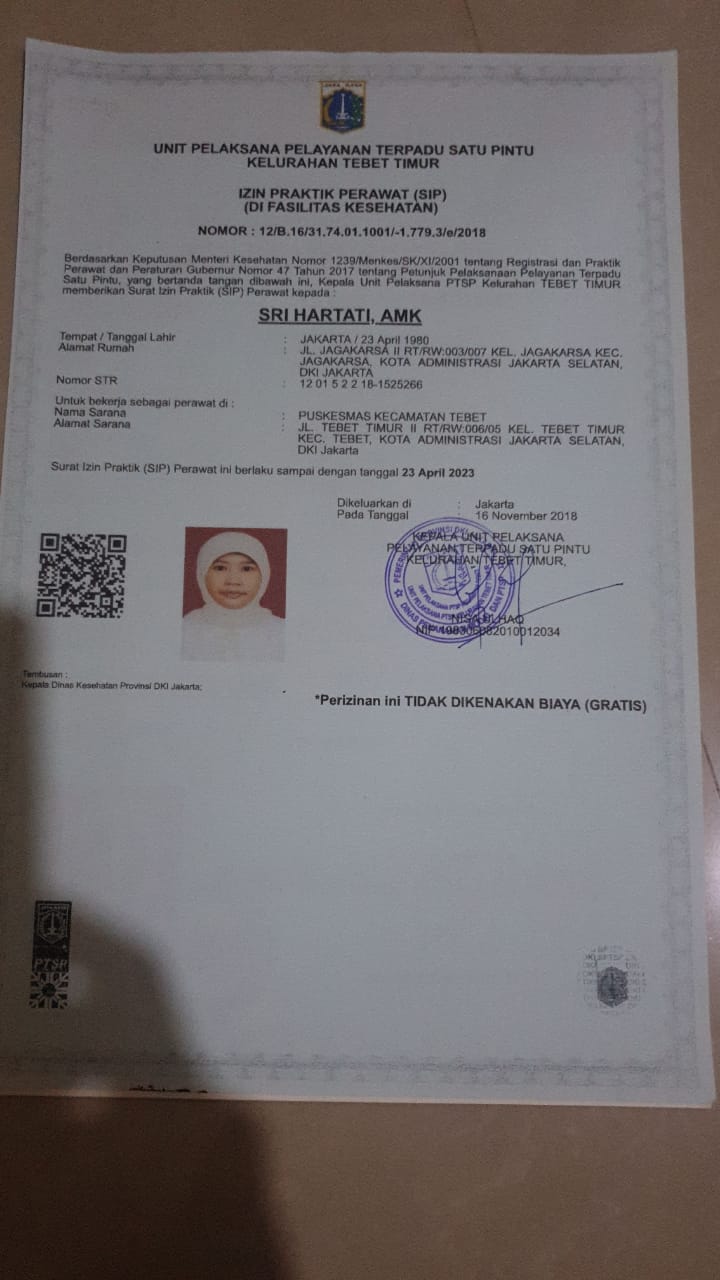 UNIT PELAKSANA PELAYANAN TERPADU SATU PINTU
KELURAHAN TEBET TIMUR
IZIN PRAKTIK PERAWAT (SIP)
(DI FASILITAS KESEHATAN)
NOMOR : 12/B.16/31.74.01.1001/-1.779.3/e/2018
Berdasarkan Keputusan Menteri Kesehatan Nomor 1239/Menkes/SK/XI/2001 tentang Registrasi dan Praktik
Perawat dan Peraturan Gubernur Nomor 47 Tahun 2017 tentang Petunjuk Pelaksanaan Pelayanan Terpadu
Satu Pintu, yang bertanda tangan dibawah ini, Kepala Unit Pelaksana PTSP Kelurahan TEBET TIMUR
memberikan Surat Izin Praktik (SIP) Perawat kepada :
SRI HARTATI, AMK
Tempat / Tanggal Lahir : JAKARTA / 23 April 1980
Alamat Rumah : JL. JAGAKARSA II RT/RW:003/007 KEL. JAGAKARSA KEC.
JAGAKARSA, KOTA ADMINISTRASI JAKARTA SELATAN,
DKI JAKARTA
Nomor STR : 12 01 5 2 2 18-1525266
Untuk bekerja sebagai perawat di :
Nama Sarana : PUSKESMAS KECAMATAN TEBET
Alamat Sarana : JL. TEBET TIMUR II RT/RW:006/05 KEL. TEBET TIMUR
KEC. TEBET, KOTA ADMINISTRASI JAKARTA SELATAN,
DKI Jakarta
Surat Izin Praktik (SIP) Perawat ini berlaku sampai dengan tanggal 23 April 2023
Dikeluarkan di : Jakarta
Pada Tanggal : 16 November 2018
KEPALA UNIT PELAKSANA
PELAYANAN TERPADU SATU PINTU
KELURAHAN TEBET TIMUR,
NISA UL HAQ
NIP 198306082010012034
Tembusan :
Kepala Dinas Kesehatan Provinsi DKI Jakarta;
*Perizinan ini TIDAK DIKENAKAN BIAYA (GRATIS)
PTSP